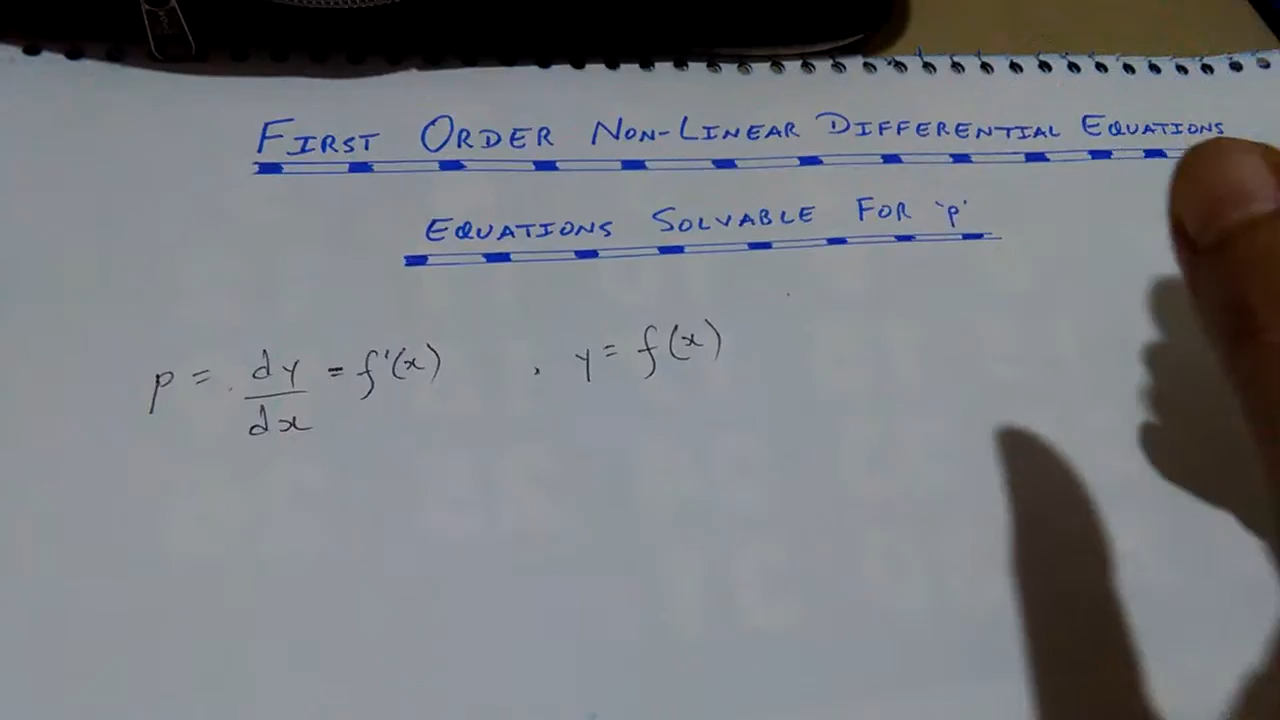 FIRST ORDER NON-LINEAR DIFFERENTIAL EQUATIONS
EQUATIONS SOLVABLE FOR 'p'
p = dy/dx = f'(x) , y = f(x)